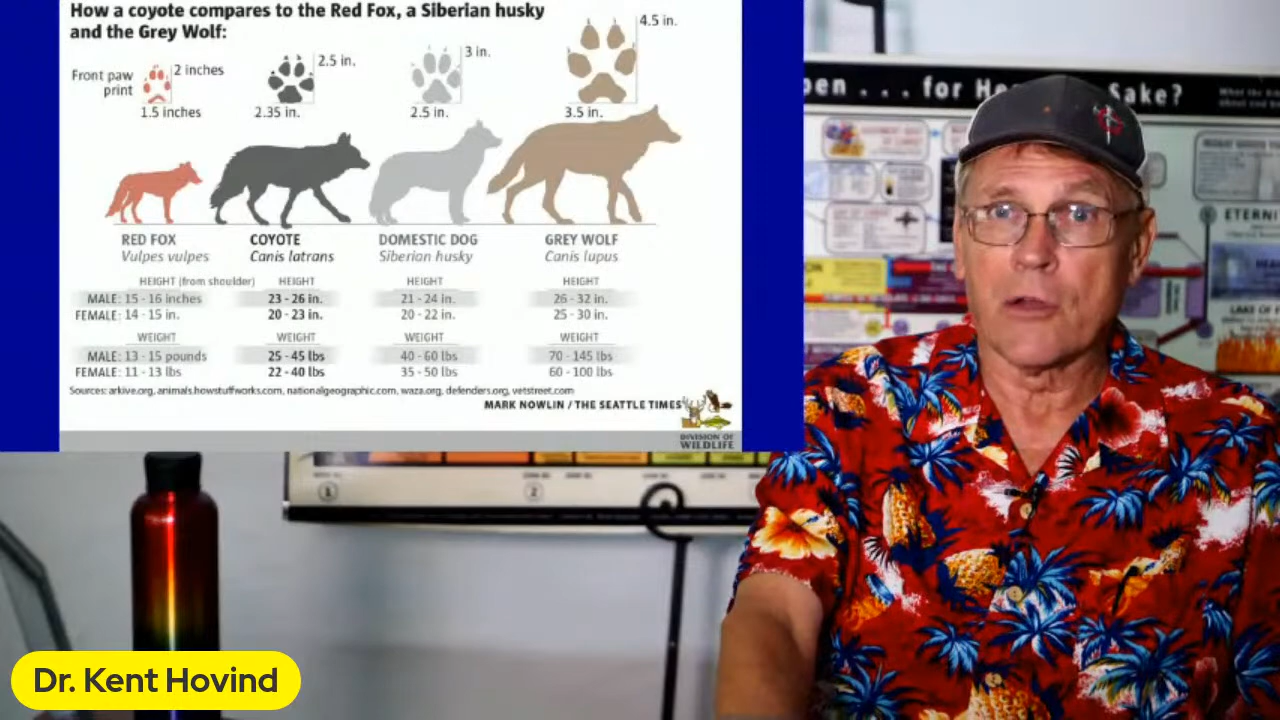 How a coyote compares to the Red Fox, a Siberian husky
and the Grey Wolf:
Front paw
print
2 inches
1.5 inches
2.5 in.
2.35 in.
3 in.
2.5 in.
4.5 in.
3.5 in.
RED FOX COYOTE DOMESTIC DOG GREY WOLF
Vulpes vulpes Canis latrans Siberian husky Canis lupus
HEIGHT (from shoulder) HEIGHT HEIGHT HEIGHT
MALE: 15 - 16 inches 23 - 26 in. 21 - 24 in. 26 - 32 in.
FEMALE: 14 - 15 in. 20 - 23 in. 20 - 22 in. 25 - 30 in.
WEIGHT WEIGHT WEIGHT WEIGHT
MALE: 13 - 15 pounds 25 - 45 lbs 40 - 60 lbs 70 - 145 lbs
FEMALE: 11 - 13 lbs 22 - 40 lbs 35 - 50 lbs 60 - 100 lbs
Sources: arkive.org, animals.howstuffworks.com, nationalgeographic.com, waza.org, defenders.org, vetstreet.com
MARK NOWLIN / THE SEATTLE TIMES
DIVISION OF
WILDLIFE
pen . . . for Sake?
ETERNI
LAKE OF
1 2
Dr. Kent Hovind